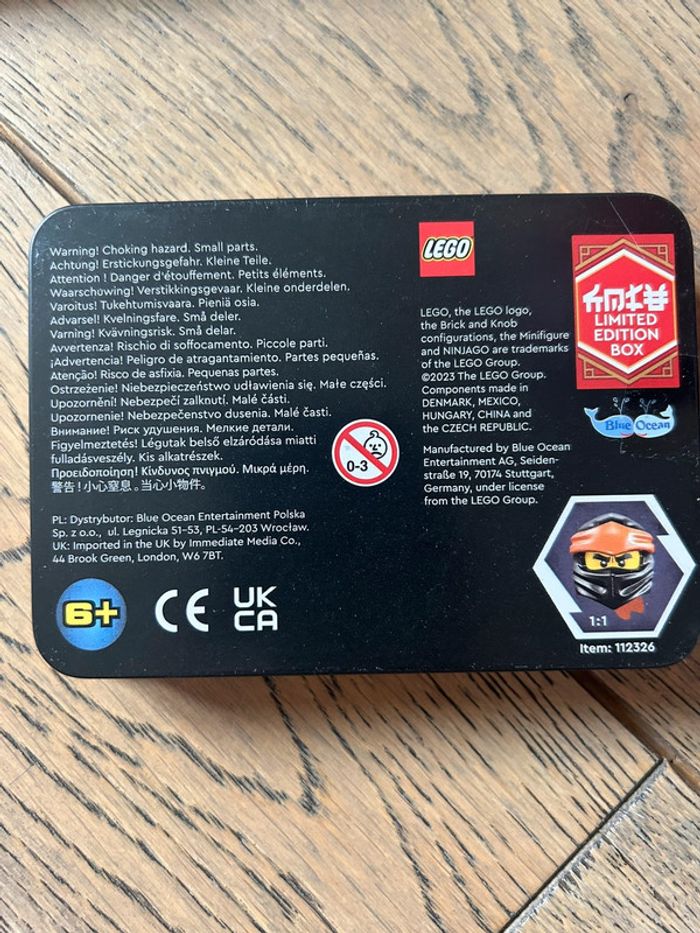 Warning! Choking hazard. Small parts.
Achtung! Erstickungsgefahr. Kleine Teile.
Attention ! Danger d'étouffement. Petits éléments.
Waarschuwing! Verstikkingsgevaar. Kleine onderdelen.
Varoitus! Tukehtumisvaara. Pieniä osia.
Advarsel! Kvelningsfare. Små deler.
Varning! Kvävningsrisk. Små delar.
Avvertenza! Rischio di soffocamento. Piccole parti.
¡Advertencia! Peligro de atragantamiento. Partes pequeñas.
Atenção! Risco de asfixia. Pequenas partes.
Ostrzeżenie! Niebezpieczeństwo udławienia się. Małe części.
Upozornění! Nebezpečí zalknutí. Malé části.
Upozornenie! Nebezpečenstvo dusenia. Malé časti.
Внимание! Риск удушения. Мелкие детали.
Figyelmeztetés! Légutak belső elzáródása miatti
fulladásveszély. Kis alkatrészek.
Προειδοποίηση! Κίνδυνος πνιγμού. Μικρά μέρη.
警告!小心窒息。当心小物件。
0-3
PL: Dystrybutor: Blue Ocean Entertainment Polska
Sp. z o.o., ul. Legnicka 51-53, PL-54-203 Wrocław.
UK: Imported in the UK by Immediate Media Co.,
44 Brook Green, London, W6 7BT.
6+
CE
UK
CA
LEGO
LEGO, the LEGO logo,
the Brick and Knob
configurations, the Minifigure
and NINJAGO are trademarks
of the LEGO Group.
©2023 The LEGO Group.
Components made in
DENMARK, MEXICO,
HUNGARY, CHINA and
the CZECH REPUBLIC.
Manufactured by Blue Ocean
Entertainment AG, Seiden-
straße 19, 70174 Stuttgart,
Germany, under license
from the LEGO Group.
LIMITED
EDITION
BOX
Blue Ocean
1:1
Item: 112326